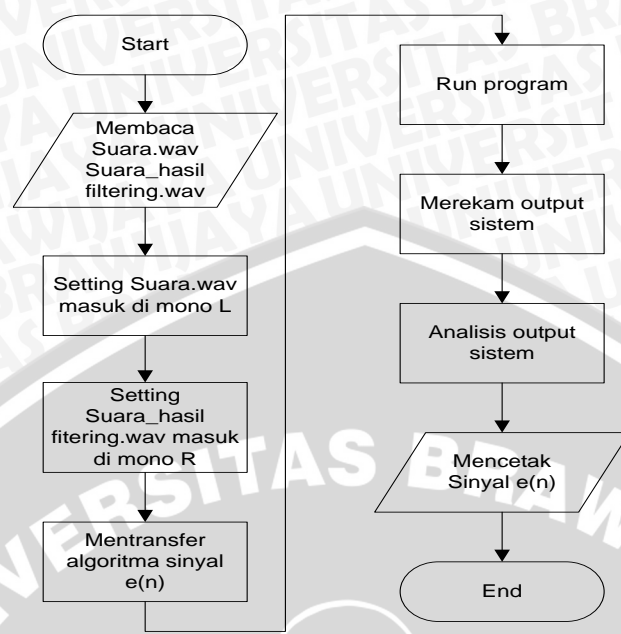 Start
Membaca
Suara.wav
Suara_hasil
filtering.wav
Setting Suara.wav
masuk di mono L
Setting
Suara_hasil
fitering.wav masuk
di mono R
Mentransfer
algoritma sinyal
e(n)
Run program
Merekam output
sistem
Analisis output
sistem
Mencetak
Sinyal e(n)
End